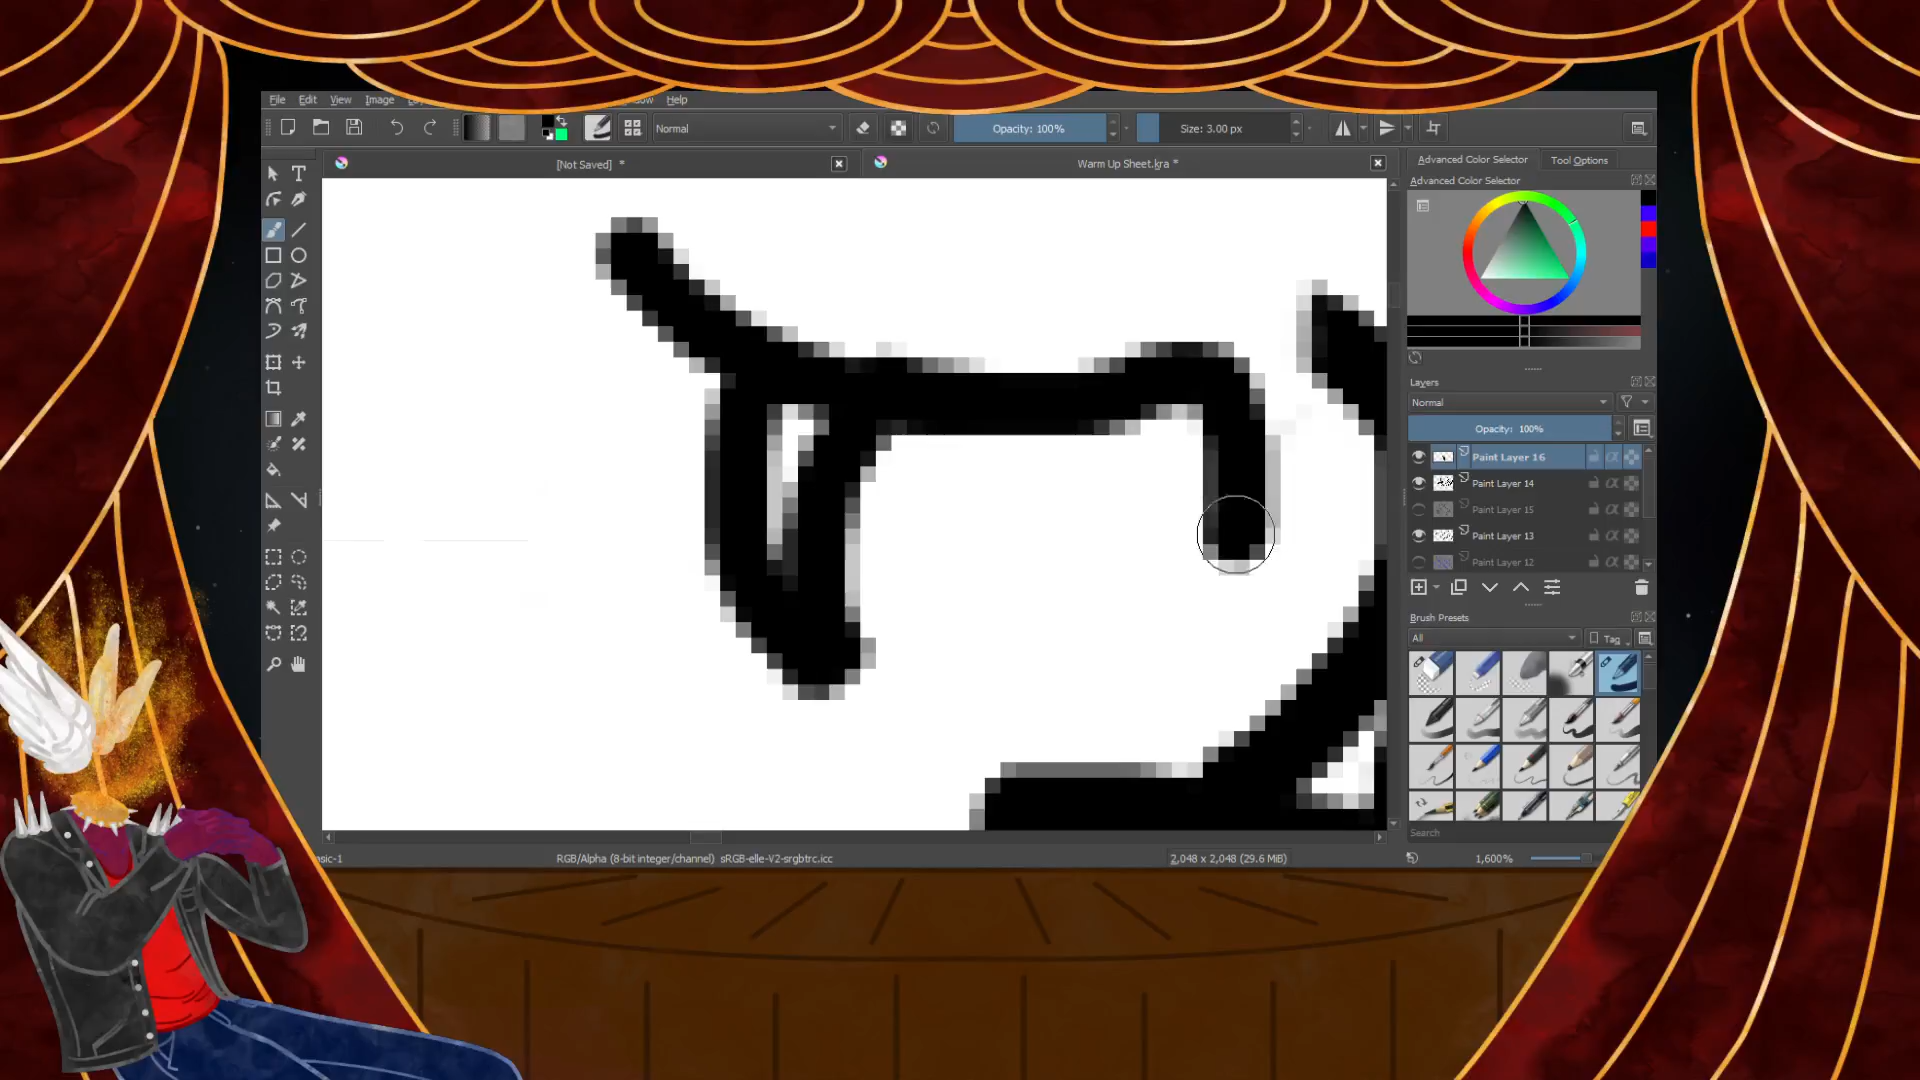 File Edit View Image Help
Normal Opacity: 100% Size: 3.00 px
[Not Saved] *
Warm Up Sheet.kra *
Advanced Color Selector Tool Options
Advanced Color Selector
Layers
Normal
Opacity: 100%
Paint Layer 16
Paint Layer 14
Paint Layer 15
Paint Layer 13
Paint Layer 12
Brush Presets
All Tag
Search
RGB/Alpha (8-bit integer/channel) sRGB-elle-V2-srgbtrc.icc
2,048 x 2,048 (29.6 MiB)
1,600%